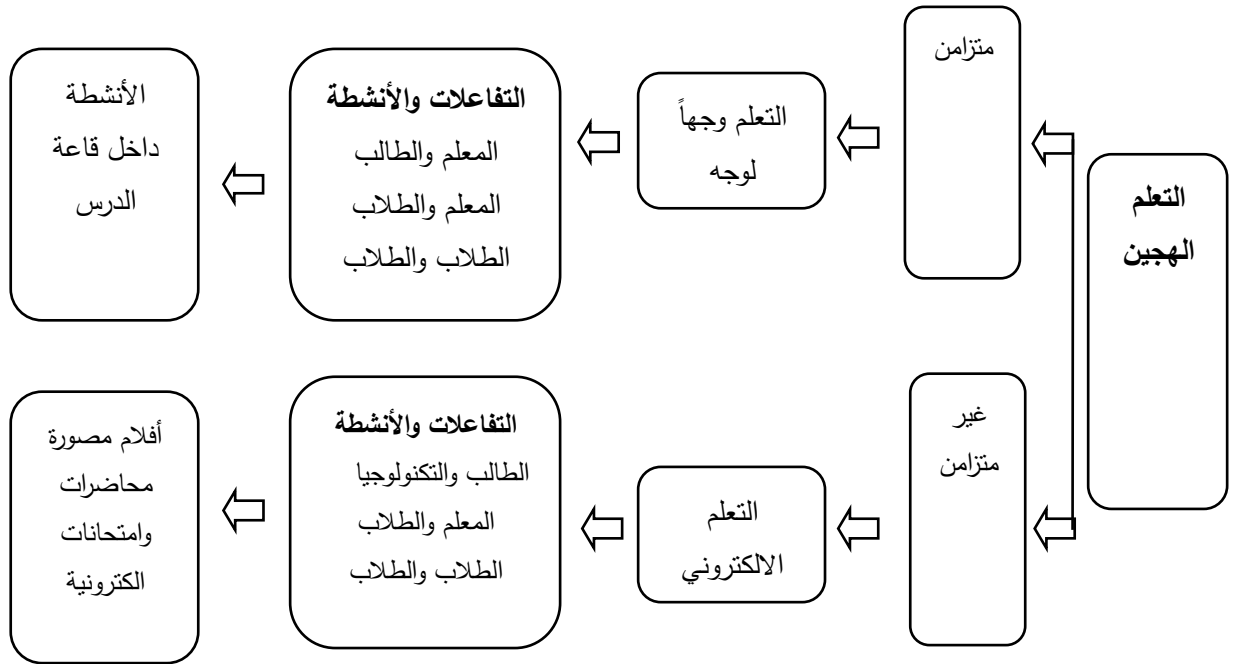 التعلم
الهجين
متزامن
التعلم وجهاً
لوجه
التفاعلات والأنشطة
المعلم والطالب
المعلم والطلاب
الطلاب والطلاب
الأنشطة
داخل قاعة
الدرس
غير
متزامن
التعلم
الالكتروني
التفاعلات والأنشطة
الطالب والتكنولوجيا
المعلم والطلاب
الطلاب والطلاب
أفلام مصورة
محاضرات
وامتحانات
الكترونية